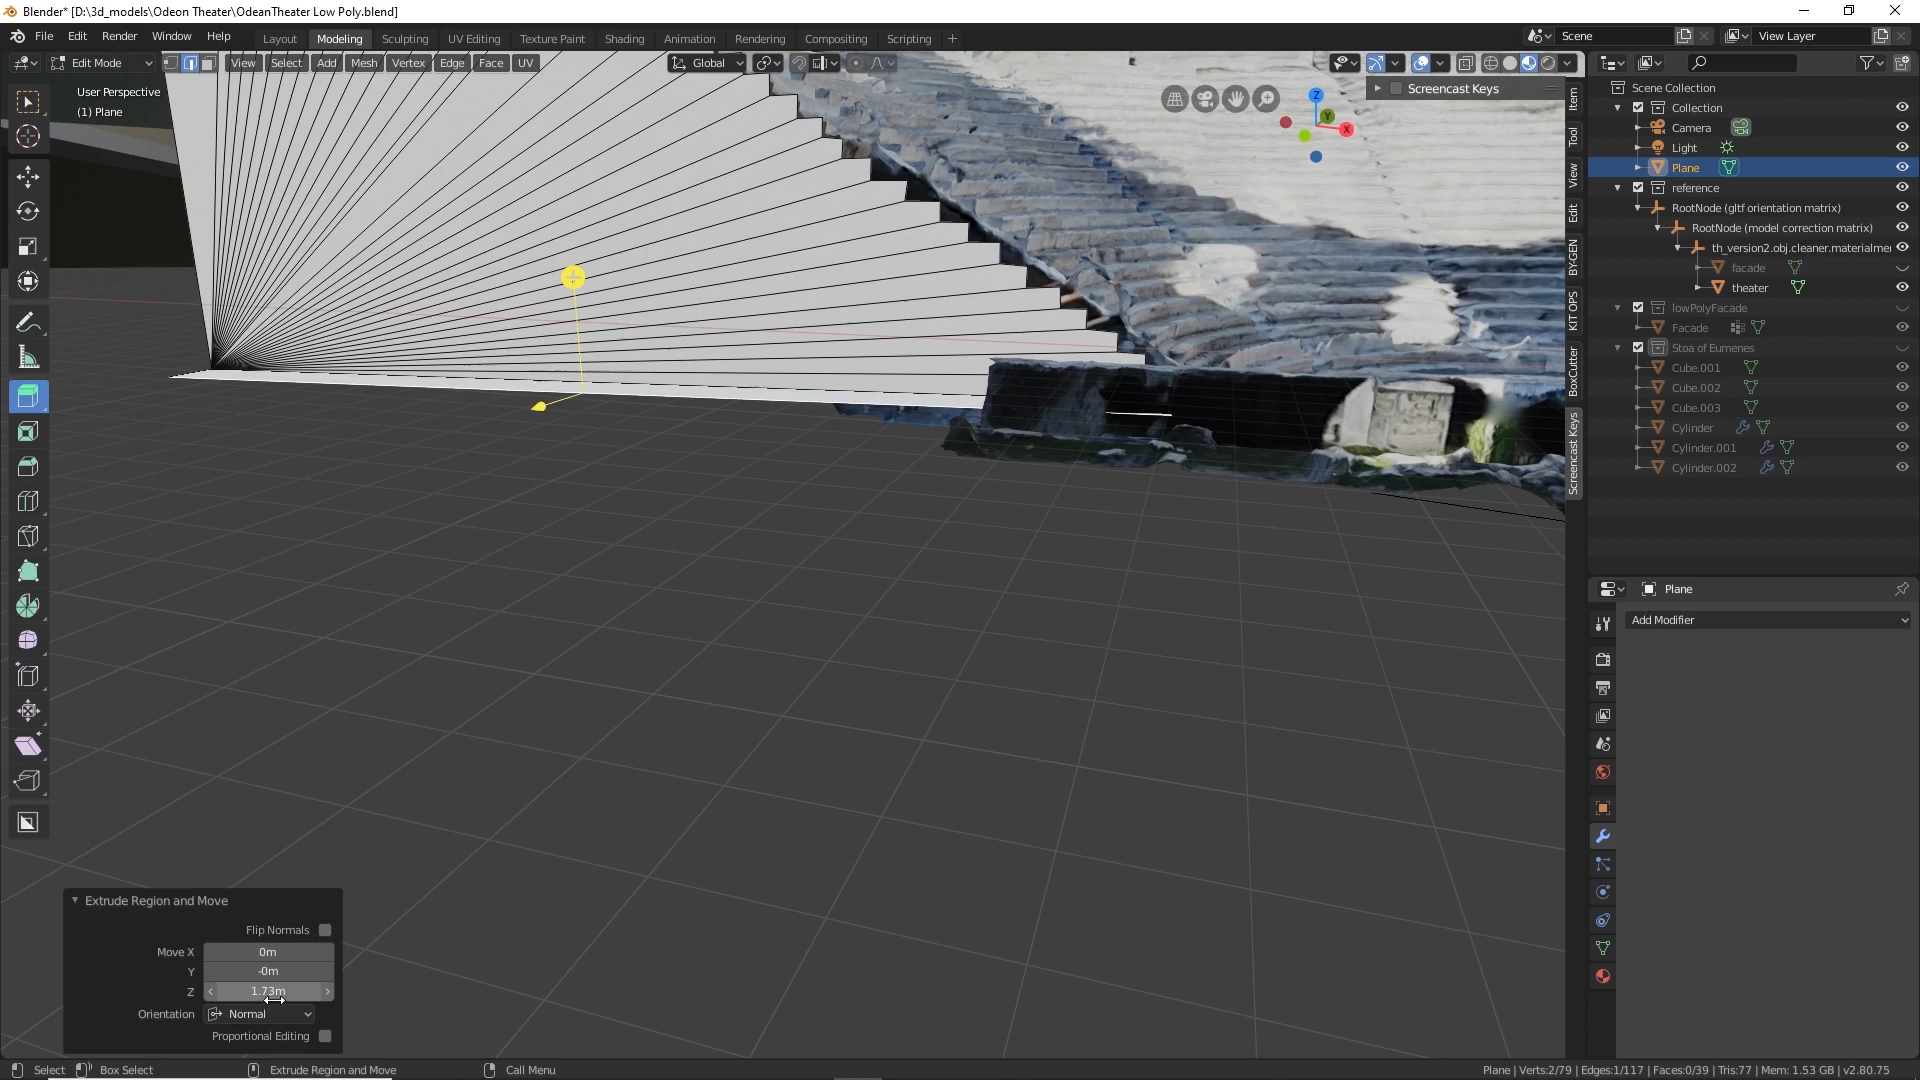 Blender* [D:\3d_models\Odeon Theater\OdeanTheater Low Poly.blend]
File Edit Render Window Help
Layout Modeling Sculpting UV Editing Texture Paint Shading Animation Rendering Compositing Scripting +
Scene
View Layer
Edit Mode
View Select Add Mesh Vertex Edge Face UV
Global
User Perspective
(1) Plane
Screencast Keys
Z
Y
X
Item
Tool
View
Edit
BY-GEN
KIT OPS
BoxCutter
Screencast Keys
Scene Collection
Collection
Camera
Light
Plane
reference
RootNode (gltf orientation matrix)
RootNode (model correction matrix)
th_version2.obj.cleaner.materialmer
facade
theater
lowPolyFacade
Facade
Stoa of Eumenes
Cube.001
Cube.002
Cube.003
Cylinder
Cylinder.001
Cylinder.002
Plane
Add Modifier
Extrude Region and Move
Flip Normals
Move X 0m
Y -0m
Z 1.73m
Orientation Normal
Proportional Editing
Select Box Select Extrude Region and Move Call Menu
Plane | Verts:2/79 | Edges:1/117 | Faces:0/39 | Tris:77 | Mem: 1.53 GB | v2.80.75